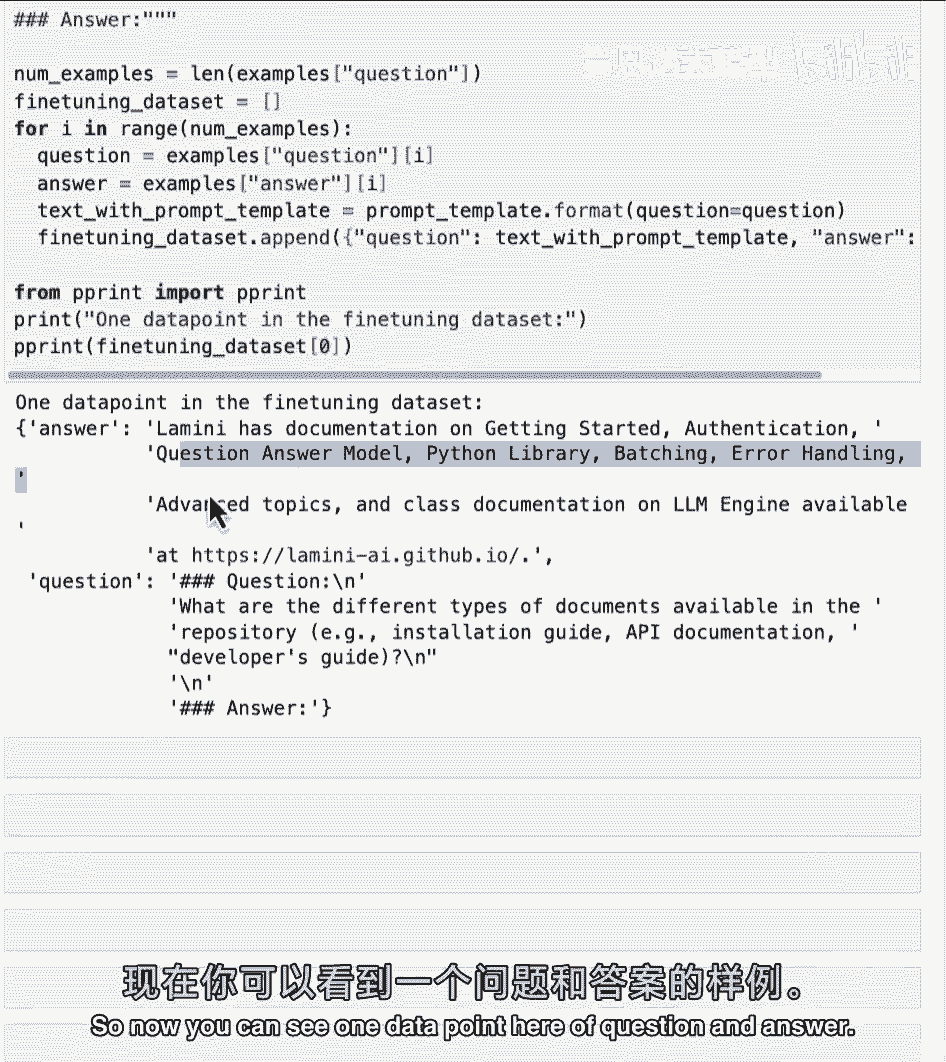 ### Answer:"""
num_examples = len(examples["question"])
finetuning_dataset = []
for i in range(num_examples):
  question = examples["question"][i]
  answer = examples["answer"][i]
  text_with_prompt_template = prompt_template.format(question=question)
  finetuning_dataset.append({"question": text_with_prompt_template, "answer":
from pprint import pprint
print("One datapoint in the finetuning dataset:")
pprint(finetuning_dataset[0])
One datapoint in the finetuning dataset:
{'answer': 'Lamini has documentation on Getting Started, Authentication, '
           'Question Answer Model, Python Library, Batching, Error Handling,
'
           'Advanced topics, and class documentation on LLM Engine available
'
           'at https://lamini-ai.github.io/.',
 'question': '### Question:\n'
             'What are the different types of documents available in the '
             'repository (e.g., installation guide, API documentation, '
             "developer's guide)?\n"
             '\n'
             '### Answer:'}
现在你可以看到一个问题和答案的样例。
So now you can see one data point here of question and answer.